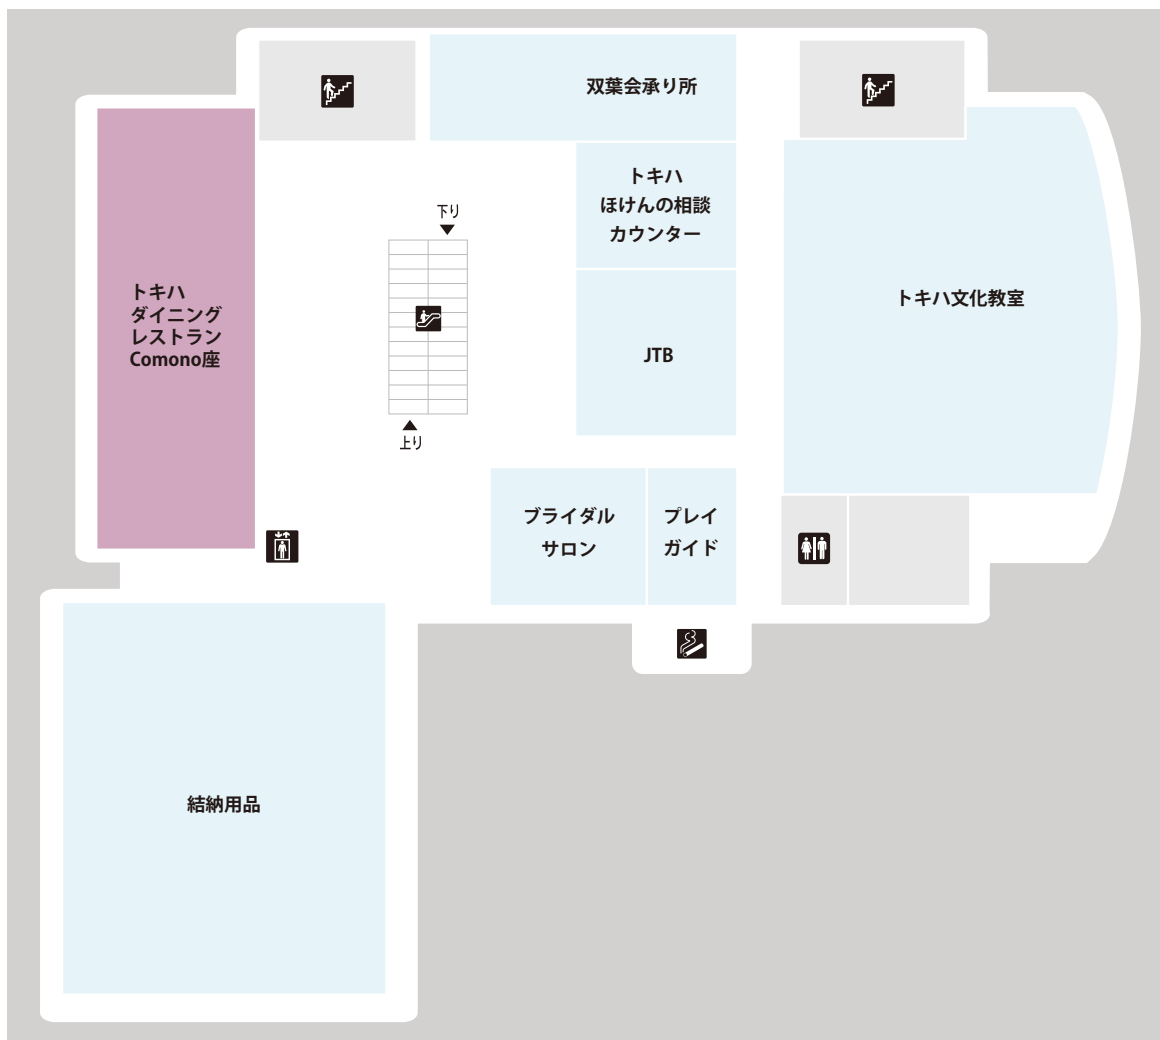 双葉会承り所
トキハ
ほけんの相談
カウンター
下り
トキハ
ダイニング
レストラン
Comono座
トキハ文化教室
JTB
上り
ブライダル
サロン
プレイ
ガイド
結納用品